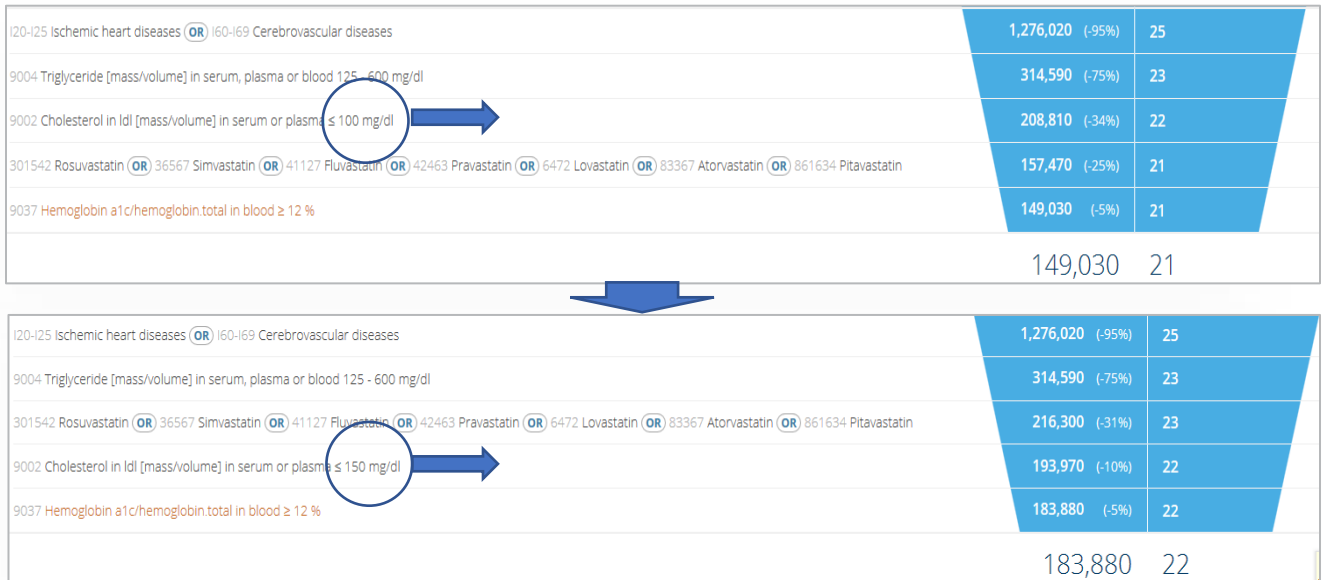 I20-I25 Ischemic heart diseases OR I60-I69 Cerebrovascular diseases 1,276,020 (-95%) 25
9004 Triglyceride [mass/volume] in serum, plasma or blood 125 - 600 mg/dl 314,590 (-75%) 23
9002 Cholesterol in ldl [mass/volume] in serum or plasma ≤ 100 mg/dl 208,810 (-34%) 22
301542 Rosuvastatin OR 36567 Simvastatin OR 41127 Fluvastatin OR 42463 Pravastatin OR 6472 Lovastatin OR 83367 Atorvastatin OR 861634 Pitavastatin 157,470 (-25%) 21
9037 Hemoglobin a1c/hemoglobin.total in blood ≥ 12 % 149,030 (-5%) 21
149,030 21
I20-I25 Ischemic heart diseases OR I60-I69 Cerebrovascular diseases 1,276,020 (-95%) 25
9004 Triglyceride [mass/volume] in serum, plasma or blood 125 - 600 mg/dl 314,590 (-75%) 23
301542 Rosuvastatin OR 36567 Simvastatin OR 41127 Fluvastatin OR 42463 Pravastatin OR 6472 Lovastatin OR 83367 Atorvastatin OR 861634 Pitavastatin 216,300 (-31%) 23
9002 Cholesterol in ldl [mass/volume] in serum or plasma ≤ 150 mg/dl 193,970 (-10%) 22
9037 Hemoglobin a1c/hemoglobin.total in blood ≥ 12 % 183,880 (-5%) 22
183,880 22